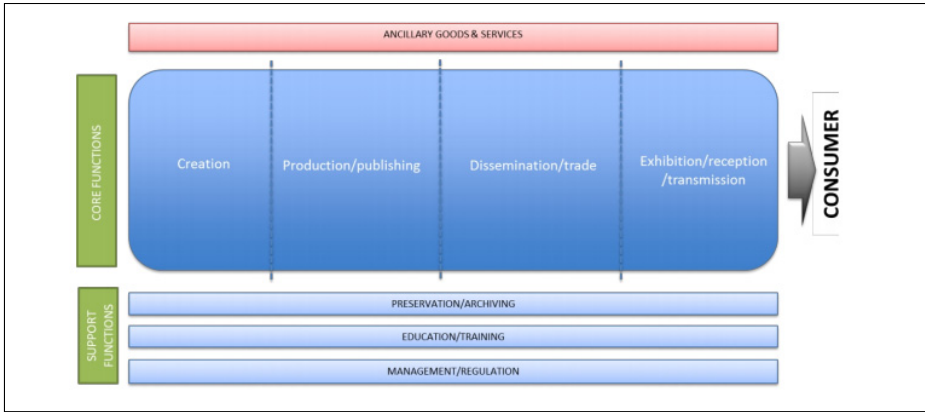 ANCILLARY GOODS & SERVICES
CORE FUNCTIONS
Creation
Production/publishing
Dissemination/trade
Exhibition/reception
/transmission
CONSUMER
SUPPORT
FUNCTIONS
PRESERVATION/ARCHIVING
EDUCATION/TRAINING
MANAGEMENT/REGULATION